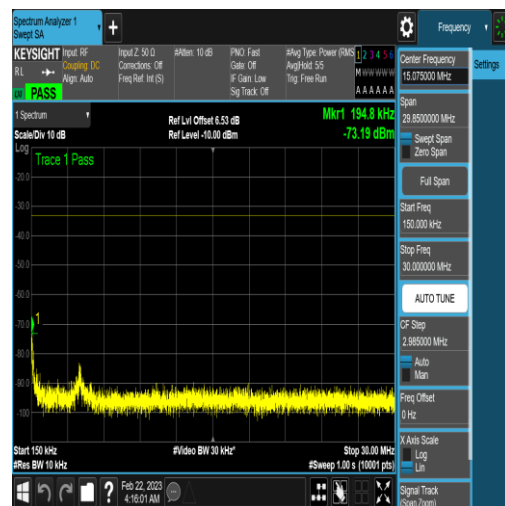 Spectrum Analyzer 1
Swept SA
+
Frequency
KEYSIGHT
RL
PASS
Input: RF
Coupling: DC
Align: Auto
Input Z: 50 Ω
Corrections: Off
Freq Ref: Int (S)
#Atten: 10 dB
PNO: Fast
Gate: Off
IF Gain: Low
Sig Track: Off
#Avg Type: Power (RMS
Avg|Hold: 5/5
Trig: Free Run
1 2 3 4 5 6
M W W W W W
A A A A A A
Center Frequency
15.075000 MHz
Settings
Span
29.8500000 MHz
Swept Span
Zero Span
Full Span
Start Freq
150.000 kHz
Stop Freq
30.000000 MHz
AUTO TUNE
CF Step
2.985000 MHz
Auto
Man
Freq Offset
0 Hz
X Axis Scale
Log
Lin
Signal Track
(Span Zoom)
1 Spectrum
Scale/Div 10 dB
Ref Lvl Offset 6.53 dB
Ref Level -10.00 dBm
Mkr1 194.8 kHz
-73.19 dBm
Log
Trace 1 Pass
-20.0
-30.0
-40.0
-50.0
-60.0
-70.0
-80.0
-90.0
-100
1
Start 150 kHz
#Res BW 10 kHz
#Video BW 30 kHz*
Stop 30.00 MHz
#Sweep 1.00 s (10001 pts)
?
Feb 22, 2023
4:16:01 AM